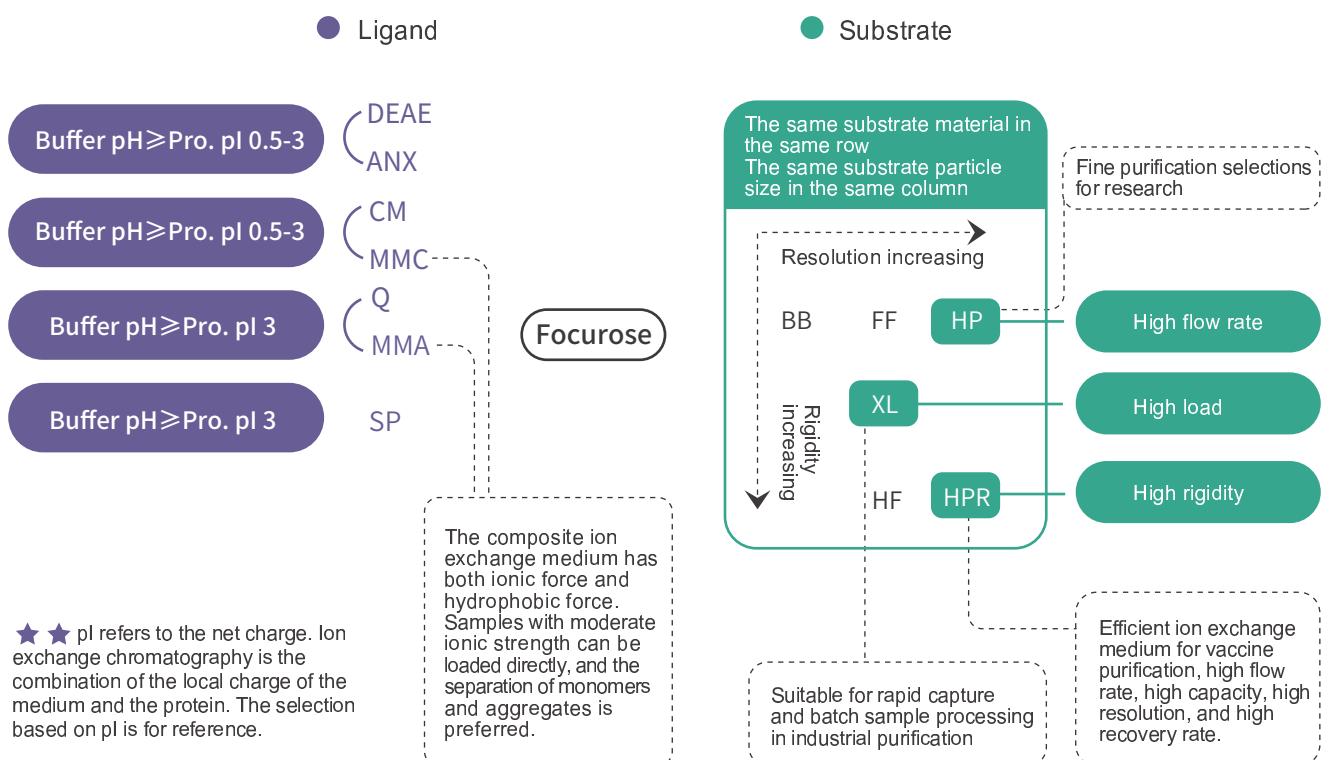 Ligand
Substrate
Buffer pH⩾Pro. pI 0.5-3
DEAE
ANX
Buffer pH⩾Pro. pI 0.5-3
CM
MMC
Buffer pH⩾Pro. pI 3
Q
MMA
Buffer pH⩾Pro. pI 3
SP
Focurose
The composite ion
exchange medium has
both ionic force and
hydrophobic force.
Samples with moderate
ionic strength can be
loaded directly, and the
separation of monomers
and aggregates is
preferred.
★ ★ pI refers to the net charge. Ion
exchange chromatography is the
combination of the local charge of the
medium and the protein. The selection
based on pI is for reference.
The same substrate material in
the same row
The same substrate particle
size in the same column
Fine purification selections
for research
Resolution increasing
Rigidity
increasing
BB
FF
HP
High flow rate
XL
High load
HF
HPR
High rigidity
Suitable for rapid capture
and batch sample processing
in industrial purification
Efficient ion exchange
medium for vaccine
purification, high flow
rate, high capacity, high
resolution, and high
recovery rate.